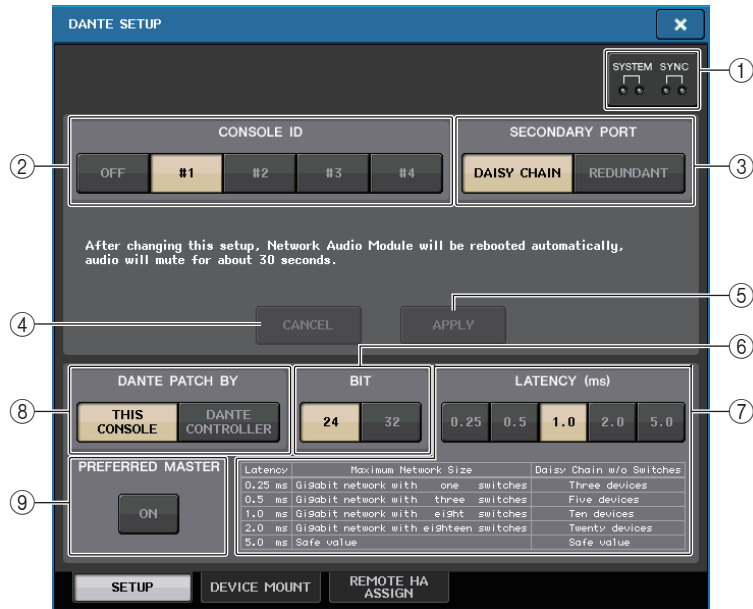 DANTE SETUP
×
SYSTEM SYNC
①
CONSOLE ID
SECONDARY PORT
②
OFF #1 #2 #3 #4
DAISY CHAIN REDUNDANT
③
After changing this setup, Network Audio Module will be rebooted automatically,
audio will mute for about 30 seconds.
④
CANCEL
APPLY
⑤
⑥
DANTE PATCH BY
BIT
LATENCY (ms)
⑧
THIS CONSOLE
DANTE CONTROLLER
24 32
0.25 0.5 1.0 2.0 5.0
⑦
PREFERRED MASTER
⑨
ON
Latency Maximum Network Size Daisy Chain w/o Switches
0.25 ms Gigabit network with one switches Three devices
0.5 ms Gigabit network with three switches Five devices
1.0 ms Gigabit network with eight switches Ten devices
2.0 ms Gigabit network with eighteen switches Twenty devices
5.0 ms Safe value Safe value
SETUP
DEVICE MOUNT
REMOTE HA ASSIGN